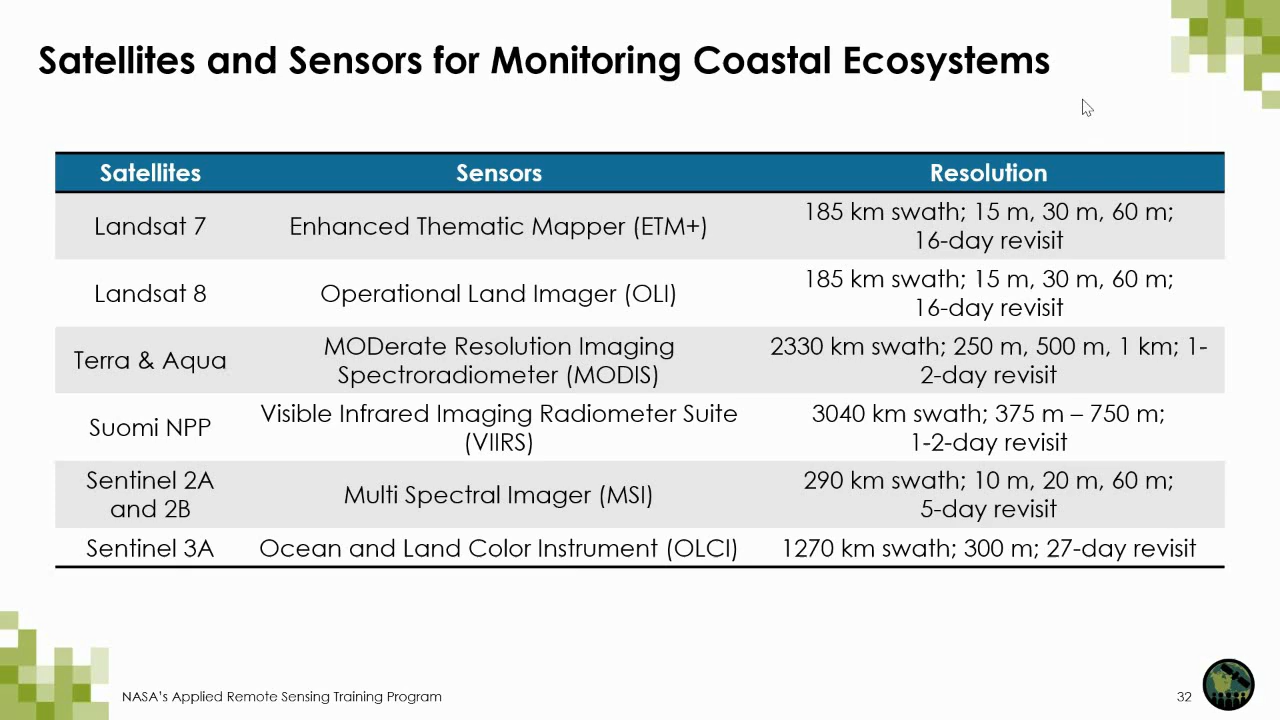 Satellites and Sensors for Monitoring Coastal Ecosystems
Satellites Sensors Resolution
Landsat 7 Enhanced Thematic Mapper (ETM+) 185 km swath; 15 m, 30 m, 60 m;
16-day revisit
Landsat 8 Operational Land Imager (OLI) 185 km swath; 15 m, 30 m, 60 m;
16-day revisit
Terra & Aqua MODerate Resolution Imaging
Spectroradiometer (MODIS) 2330 km swath; 250 m, 500 m, 1 km; 1-
2-day revisit
Suomi NPP Visible Infrared Imaging Radiometer Suite
(VIIRS) 3040 km swath; 375 m – 750 m;
1-2-day revisit
Sentinel 2A
and 2B Multi Spectral Imager (MSI) 290 km swath; 10 m, 20 m, 60 m;
5-day revisit
Sentinel 3A Ocean and Land Color Instrument (OLCI) 1270 km swath; 300 m; 27-day revisit
NASA's Applied Remote Sensing Training Program 32